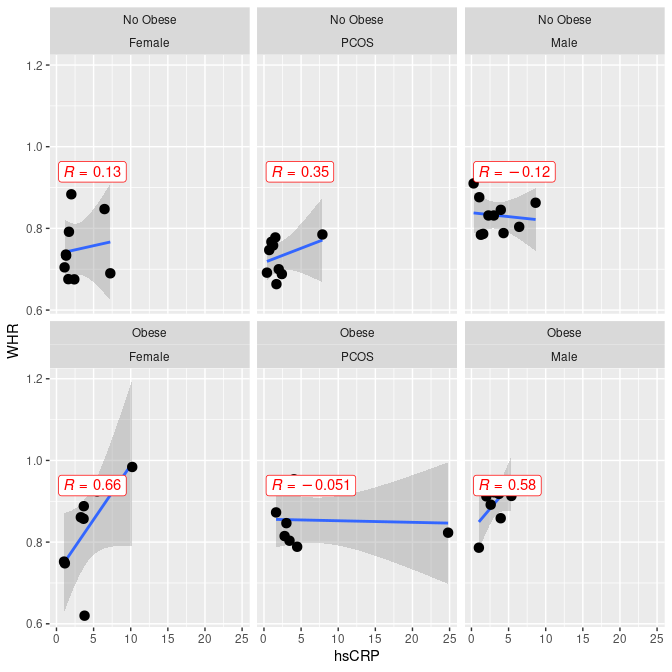 No Obese No Obese No Obese
Female PCOS Male
1.2
1.0
0.8
0.6
R = 0.13 R = 0.35 R = −0.12
WHR
Obese Obese Obese
Female PCOS Male
1.2
1.0
0.8
0.6
R = 0.66 R = −0.051 R = 0.58
0 5 10 15 20 25 0 5 10 15 20 25 0 5 10 15 20 25
hsCRP